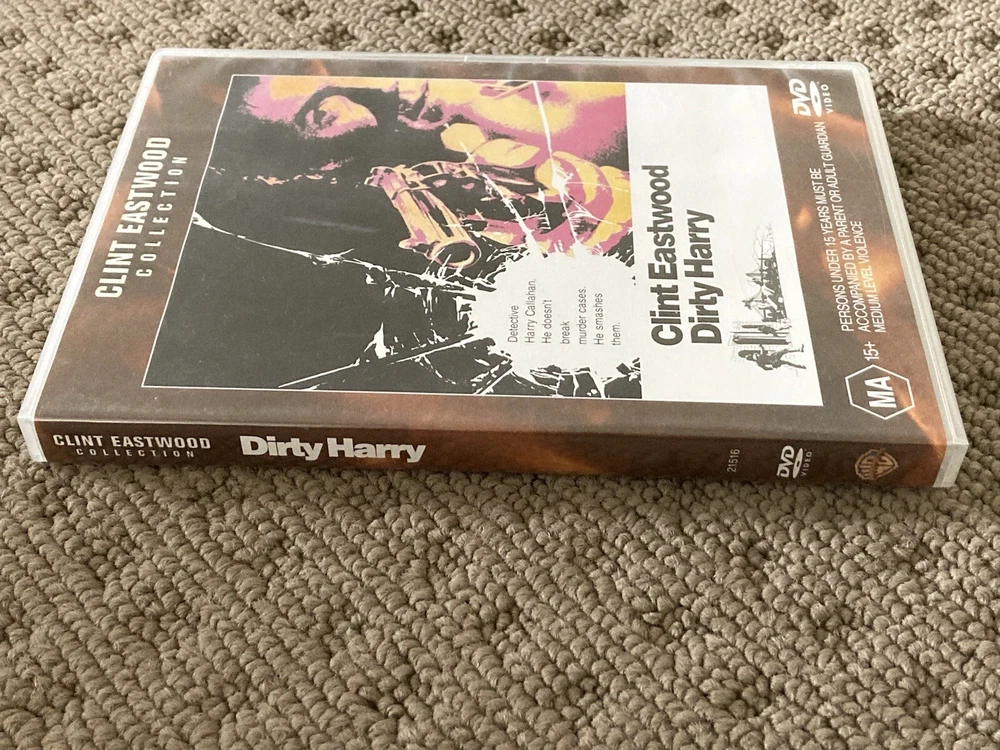 CLINT EASTWOOD
COLLECTION
Detective
Harry Callahan.
He doesn't
break
murder cases.
He smashes
them.
Clint Eastwood
Dirty Harry
MA 15+
PERSONS UNDER 15 YEARS MUST BE
ACCOMPANIED BY A PARENT OR ADULT GUARDIAN
MEDIUM LEVEL VIOLENCE
DVD
VIDEO
CLINT EASTWOOD
COLLECTION
Dirty Harry
21516
DVD
VIDEO
WB